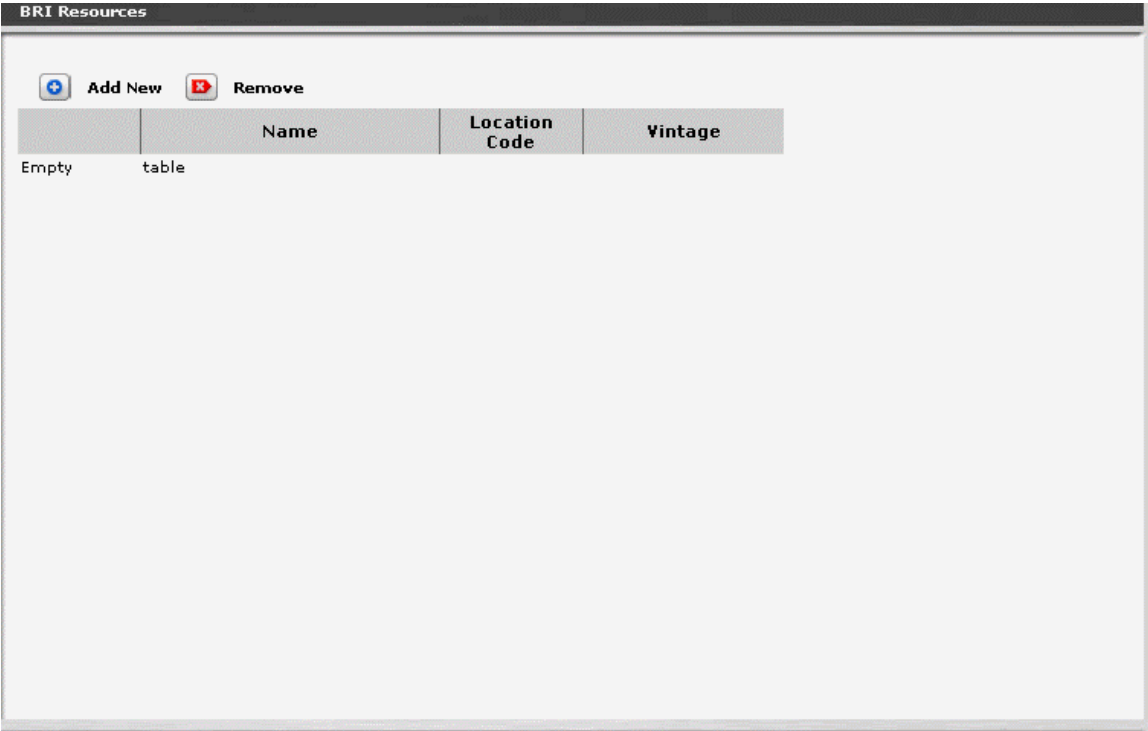 BRI Resources
Add New Remove
Name Location Code Vintage
Empty table